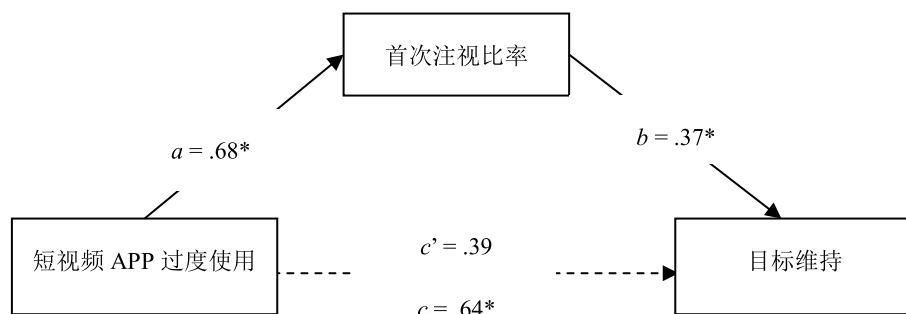 首次注视比率
a = .68*
b = .37*
短视频 APP 过度使用
c’ = .39
目标维持
c = .64*